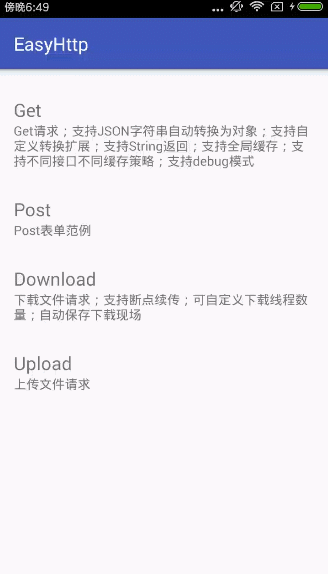 傍晚6:49
EasyHttp
Get
Get请求；支持JSON字符串自动转换为对象；支持自
定义转换扩展；支持String返回；支持全局缓存；支
持不同接口不同缓存策略；支持debug模式
Post
Post表单范例
Download
下载文件请求；支持断点续传；可自定义下载线程数
量；自动保存下载现场
Upload
上传文件请求